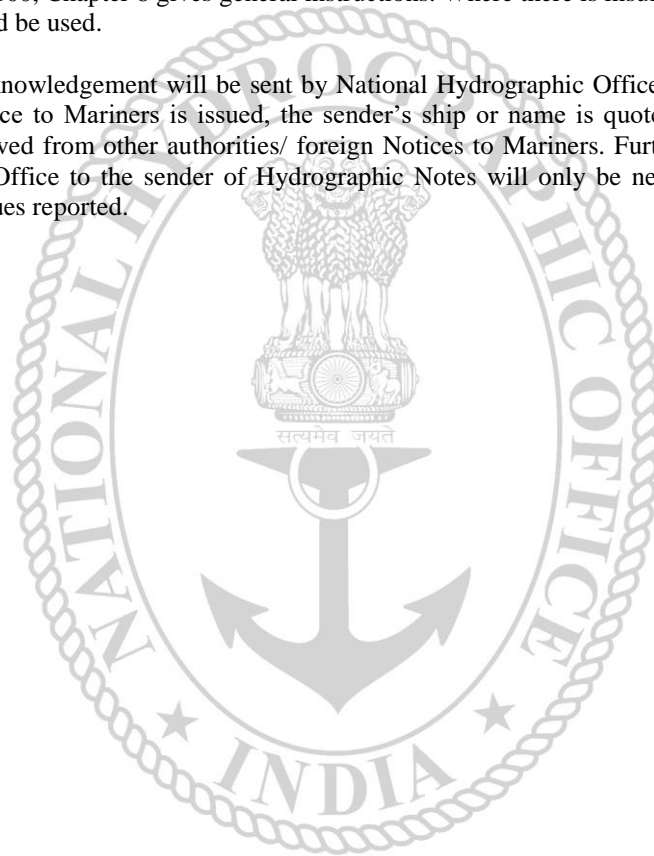 Chapter 6 gives general instructions. Where there is insu
d be used.
nowledgement will be sent by National Hydrographic Office
ce to Mariners is issued, the sender's ship or name is quote
ved from other authorities/ foreign Notices to Mariners. Furt
Office to the sender of Hydrographic Notes will only be ne
ues reported.
NATIONAL HYDROGRAPHIC OFFICE
सत्यमेव जयते
INDIA